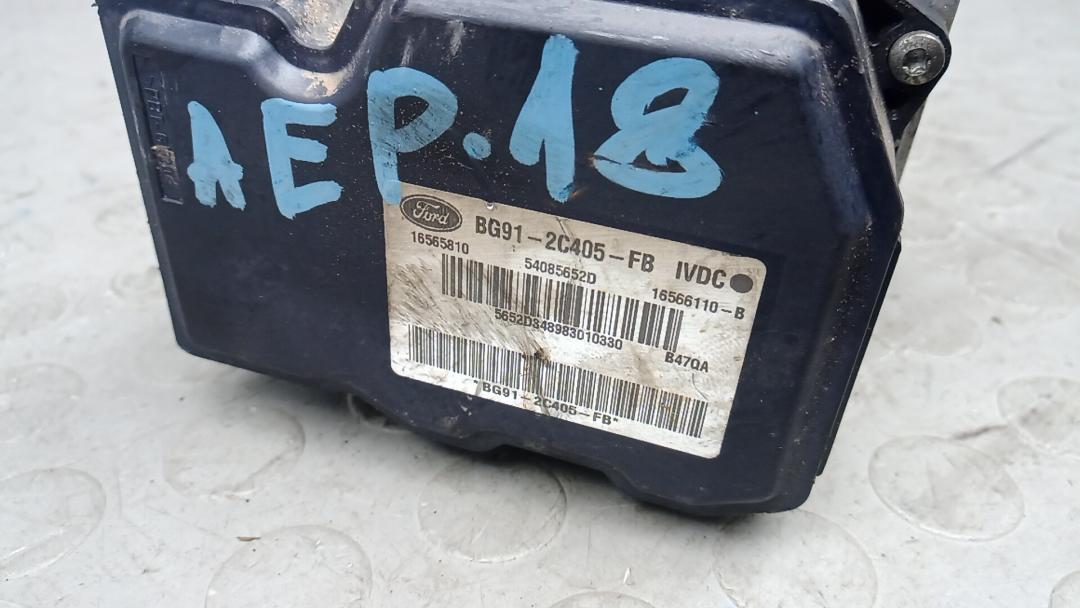 AEP.18
Ford BG91-2C405-FB IVDC
16565810 54085652D 16566110-B
5652D348983010330 B47QA
*BG91-2C405-FB*